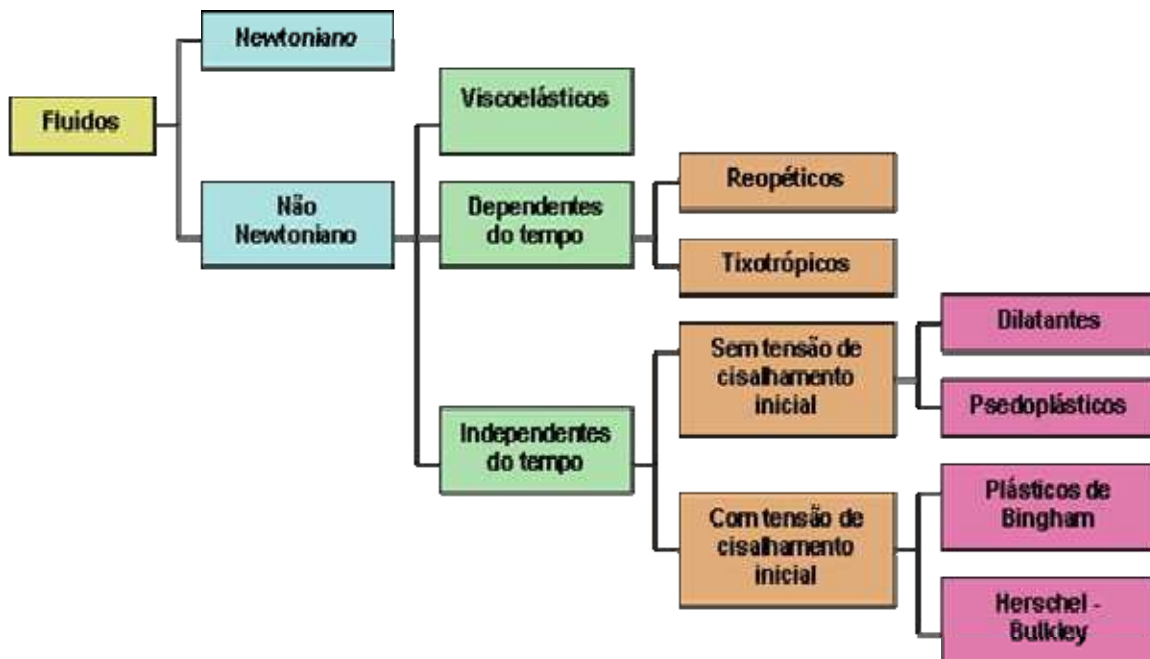 Fluidos
Newtoniano
Não
Newtoniano
Viscoelásticos
Dependentes
do tempo
Reopéticos
Tixotrópicos
Independentes
do tempo
Sem tensão de
cisalhamento
inicial
Dilatantes
Psedoplásticos
Com tensão de
cisalhamento
inicial
Plásticos de
Bingham
Herschel -
Bulkley